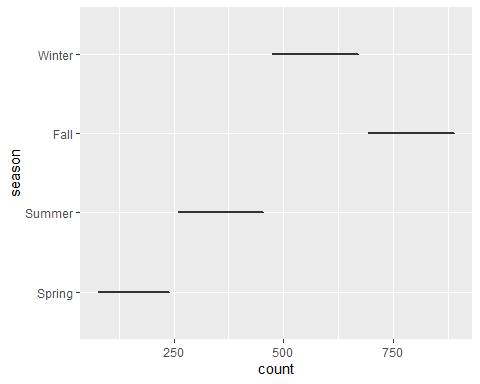 Winter
Fall
Summer
Spring
season
250
500
750
count